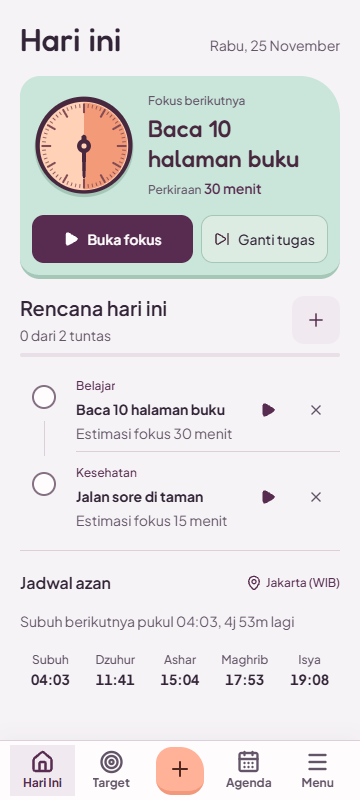 Hari ini
Rabu, 25 November
Fokus berikutnya
Baca 10
halaman buku
Perkiraan 30 menit
Buka fokus
Ganti tugas
Rencana hari ini
0 dari 2 tuntas
Belajar
Baca 10 halaman buku
Estimasi fokus 30 menit
Kesehatan
Jalan sore di taman
Estimasi fokus 15 menit
Jadwal azan
Jakarta (WIB)
Subuh berikutnya pukul 04:03, 4j 53m lagi
Subuh Dzuhur Ashar Maghrib Isya
04:03 11:41 15:04 17:53 19:08
Hari Ini Target Agenda Menu